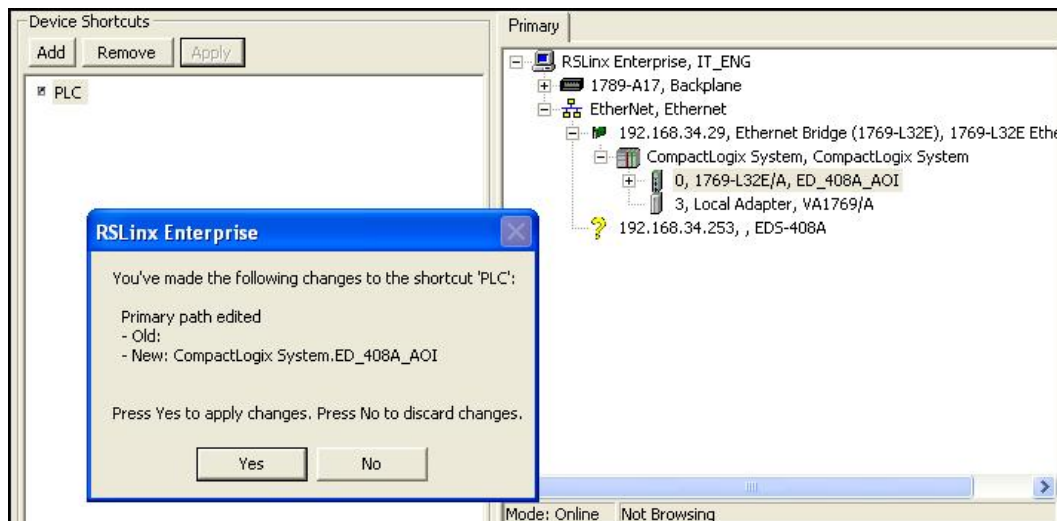 Device Shortcuts
Add Remove Apply
PLC
Primary
RSLinx Enterprise, IT_ENG
1789-A17, Backplane
EtherNet, Ethernet
192.168.34.29, Ethernet Bridge (1769-L32E), 1769-L32E Ethe
CompactLogix System, CompactLogix System
0, 1769-L32E/A, ED_408A_AOI
3, Local Adapter, VA1769/A
192.168.34.253, , EDS-408A
RSLinx Enterprise
You've made the following changes to the shortcut 'PLC':
Primary path edited
- Old:
- New: CompactLogix System.ED_408A_AOI
Press Yes to apply changes. Press No to discard changes.
Yes No
Mode: Online Not Browsing